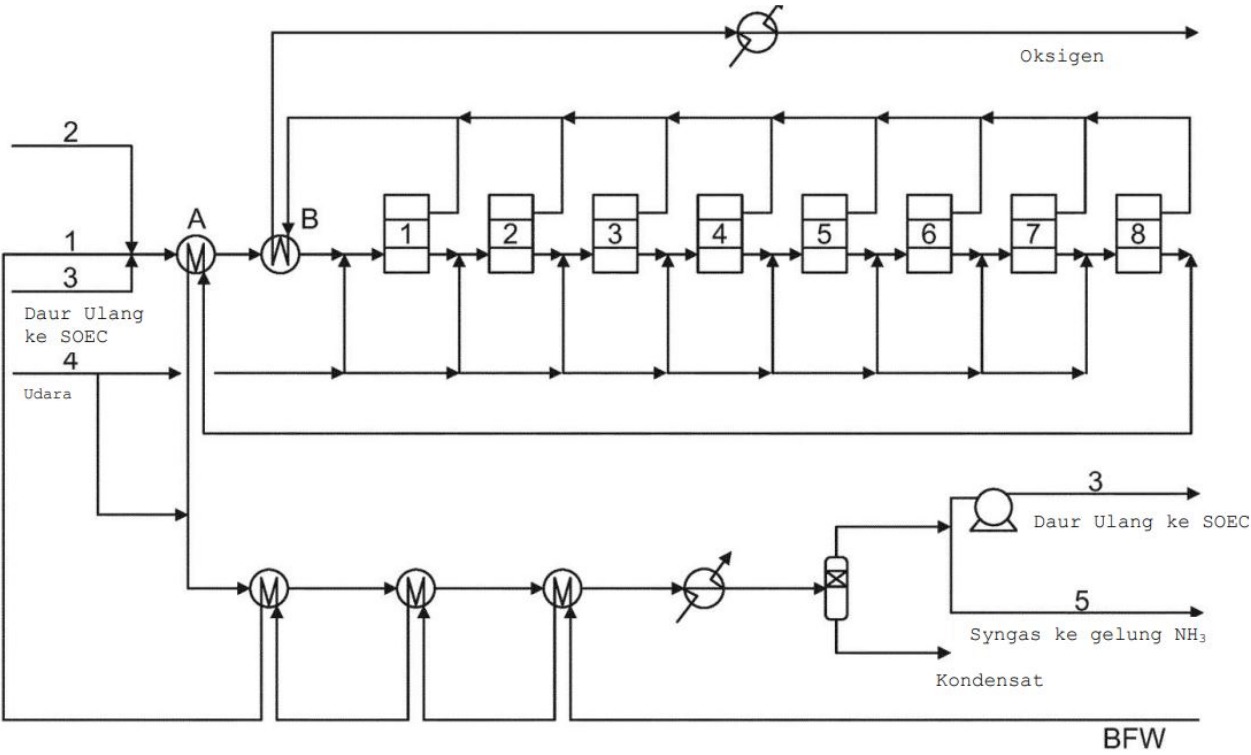 Oksigen
2
A
B
1
1
2
3
4
5
6
7
8
3
Daur Ulang
ke SOEC
4
Udara
3
Daur Ulang ke SOEC
5
Syngas ke gelung NH₃
Kondensat
BFW